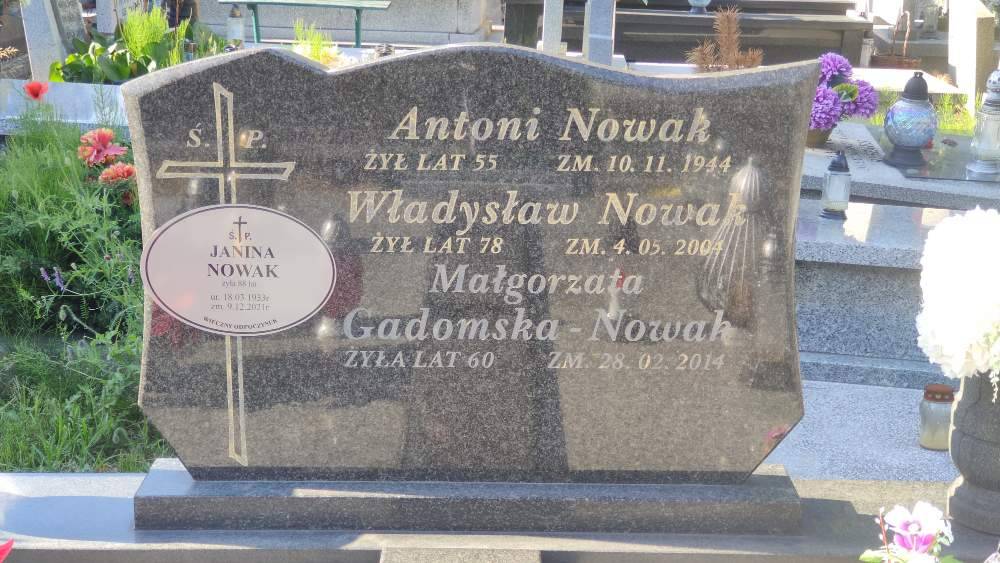 Ś. P.
Antoni Nowak
ŻYŁ LAT 55 ZM. 10. 11. 1944
Władysław Nowak
ŻYŁ LAT 78 ZM. 4. 05. 2004
Małgorzata
Gadomska - Nowak
ŻYŁA LAT 60 ZM. 28. 02. 2014
Ś. P.
JANINA
NOWAK
żyła 88 lat
ur. 18.03.1933r
zm. 9.12.2021r
WIECZNY ODPOCZYNEK